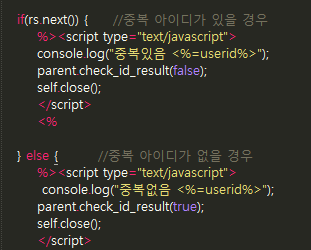 if(rs.next()) {     //중복 아이디가 있을 경우
%><script type="text/javascript">
console.log("중복있음 <%=userid%>");
parent.check_id_result(false);
self.close();
</script>
<%
} else {        //중복 아이디가 없을 경우
%><script type="text/javascript">
console.log("중복없음 <%=userid%>");
parent.check_id_result(true);
self.close();
</script>